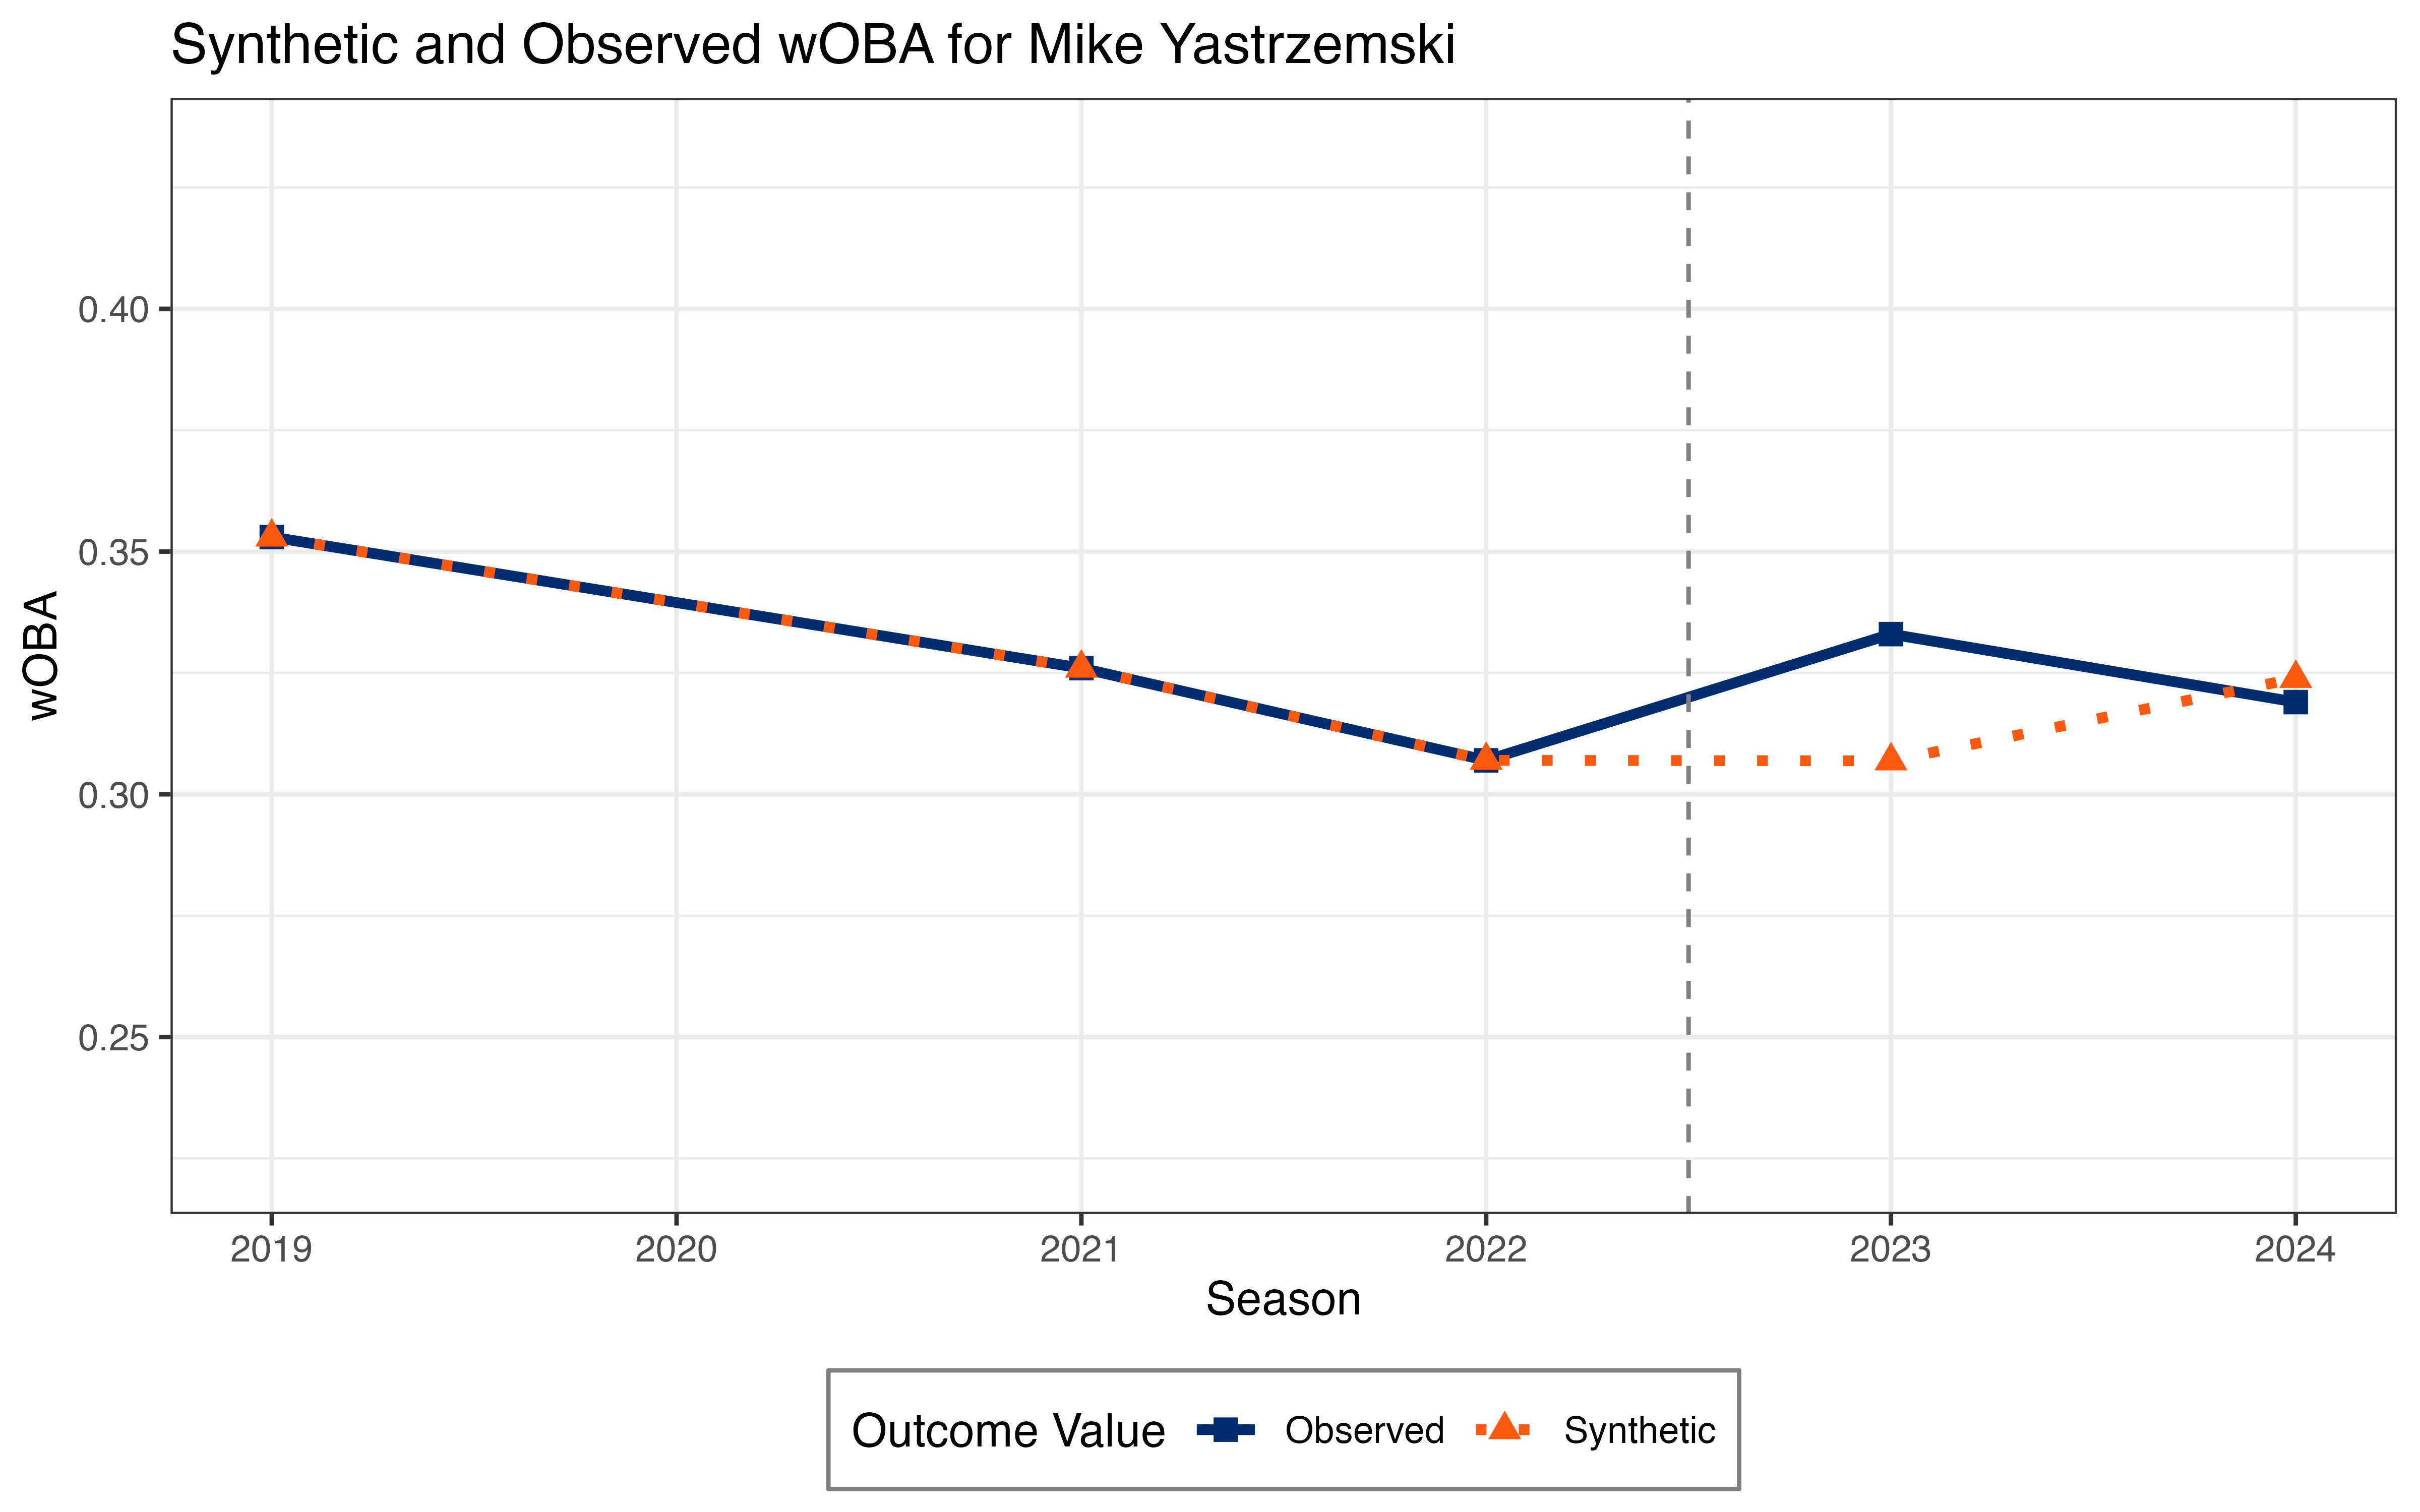 Synthetic and Observed wOBA for Mike Yastrzemski
0.40
0.35
0.30
0.25
wOBA
2019 2020 2021 2022 2023 2024
Season
Outcome Value Observed Synthetic